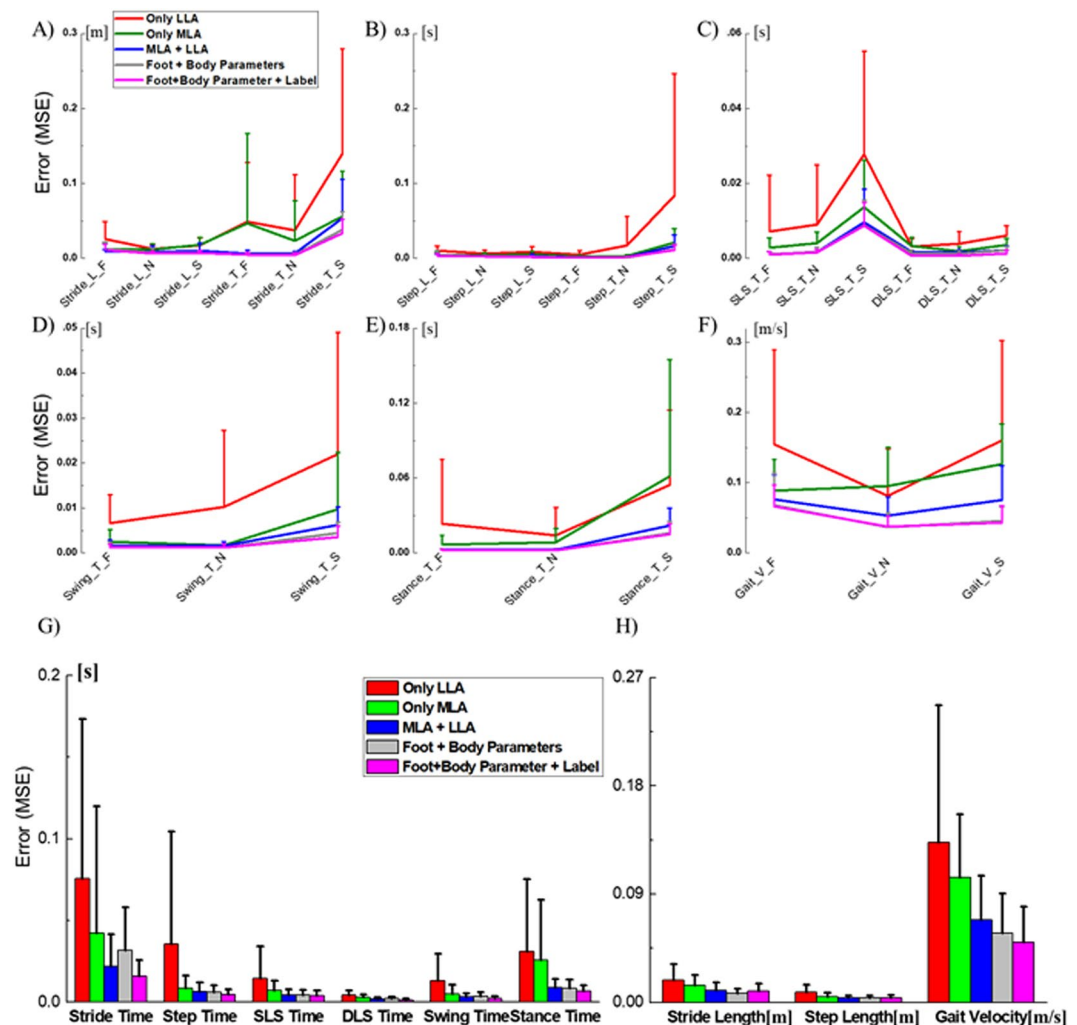 A) [m]
Only LLA
Only MLA
MLA + LLA
Foot + Body Parameters
Foot+Body Parameter + Label
Error (MSE)
0.3
0.2
0.1
0.0
Stride_L_F
Stride_L_N
Stride_L_S
Stride_T_F
Stride_T_N
Stride_T_S
B) [s]
0.3
0.2
0.1
0.0
Step_L_F
Step_L_N
Step_L_S
Step_T_F
Step_T_N
Step_T_S
C) [s]
0.06
0.04
0.02
0.00
SLS_T_F
SLS_T_N
SLS_T_S
DLS_T_F
DLS_T_N
DLS_T_S
D) [s]
Error (MSE)
0.05
0.04
0.03
0.02
0.01
0.00
Swing_T_F
Swing_T_N
Swing_T_S
E) [s]
0.18
0.12
0.06
0.00
Stance_T_F
Stance_T_N
Stance_T_S
F) [m/s]
0.3
0.2
0.1
0.0
Gait_V_F
Gait_V_N
Gait_V_S
G) [s]
Error (MSE)
0.2
0.1
0.0
Stride Time Step Time SLS Time DLS Time Swing Time Stance Time
Only LLA
Only MLA
MLA + LLA
Foot + Body Parameters
Foot+Body Parameter + Label
H)
0.27
0.18
0.09
0.00
Stride Length[m] Step Length[m] Gait Velocity[m/s]